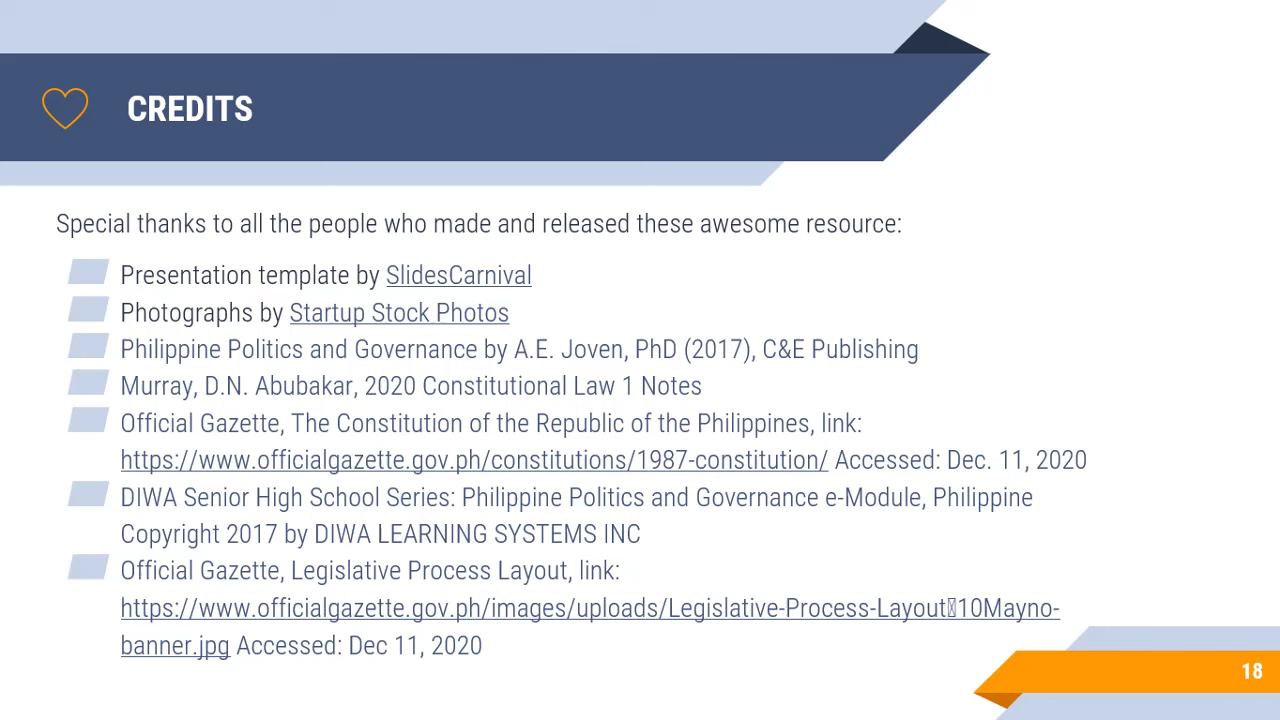 CREDITS
Special thanks to all the people who made and released these awesome resource:
Presentation template by SlidesCarnival
Photographs by Startup Stock Photos
Philippine Politics and Governance by A.E. Joven, PhD (2017), C&E Publishing
Murray, D.N. Abubakar, 2020 Constitutional Law 1 Notes
Official Gazette, The Constitution of the Republic of the Philippines, link:
https://www.officialgazette.gov.ph/constitutions/1987-constitution/ Accessed: Dec. 11, 2020
DIWA Senior High School Series: Philippine Politics and Governance e-Module, Philippine
Copyright 2017 by DIWA LEARNING SYSTEMS INC
Official Gazette, Legislative Process Layout, link:
https://www.officialgazette.gov.ph/images/uploads/Legislative-Process-Layout10Mayno-
banner.jpg Accessed: Dec 11, 2020
18